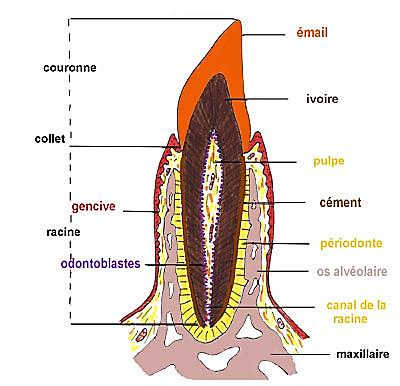 émail
couronne
ivoire
collet
pulpe
gencive
cément
racine
périodonte
odontoblastes
os alvéolaire
canal de la
racine
maxillaire